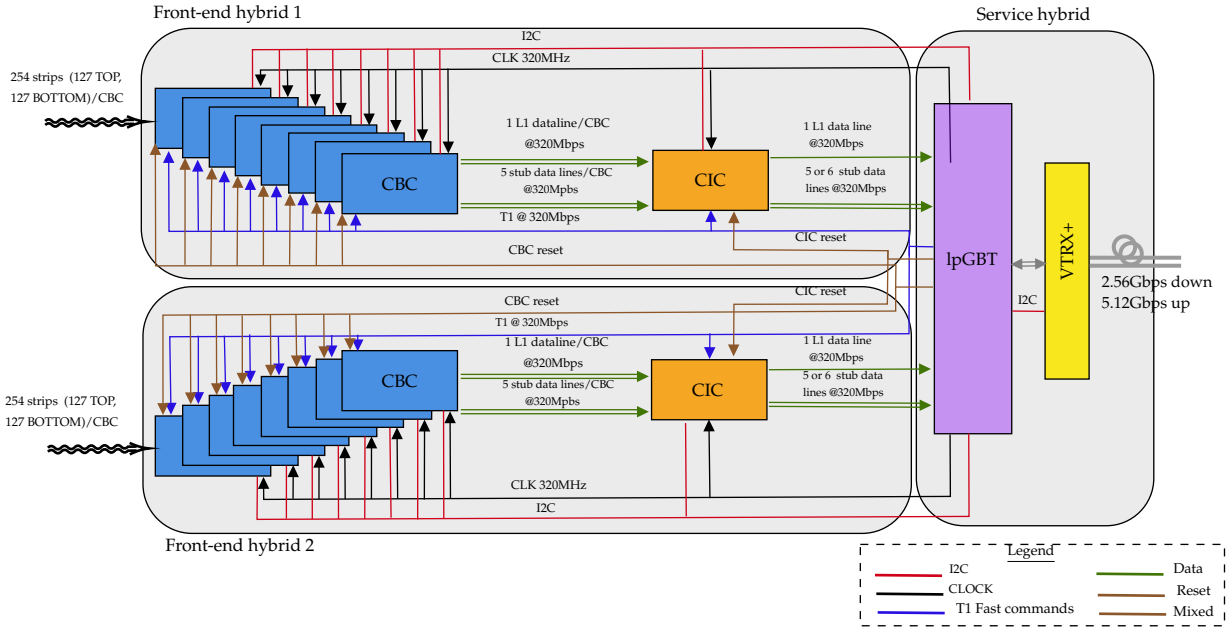 Front-end hybrid 1
Service hybrid
I2C
CLK 320MHz
254 strips (127 TOP,
127 BOTTOM)/CBC
1 L1 dataline/CBC
@320Mbps
5 stub data lines/CBC
@320Mpbs
T1 @ 320Mbps
CBC
CIC
1 L1 data line
@320Mbps
5 or 6 stub data
lines @320Mbps
CIC reset
CBC reset
lpGBT
VTRX+
2.56Gbps down
5.12Gbps up
I2C
CIC reset
CBC reset
T1 @ 320Mbps
1 L1 dataline/CBC
@320Mbps
5 stub data lines/CBC
@320Mpbs
CBC
CIC
1 L1 data line
@320Mbps
5 or 6 stub data
lines @320Mbps
254 strips (127 TOP,
127 BOTTOM)/CBC
CLK 320MHz
I2C
Front-end hybrid 2
Legend
I2C
CLOCK
T1 Fast commands
Data
Reset
Mixed